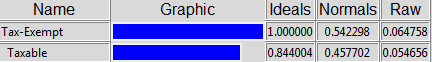 Name Graphic Ideals Normals Raw
Tax-Exempt 1.000000 0.542298 0.064758
Taxable 0.844004 0.457702 0.054656